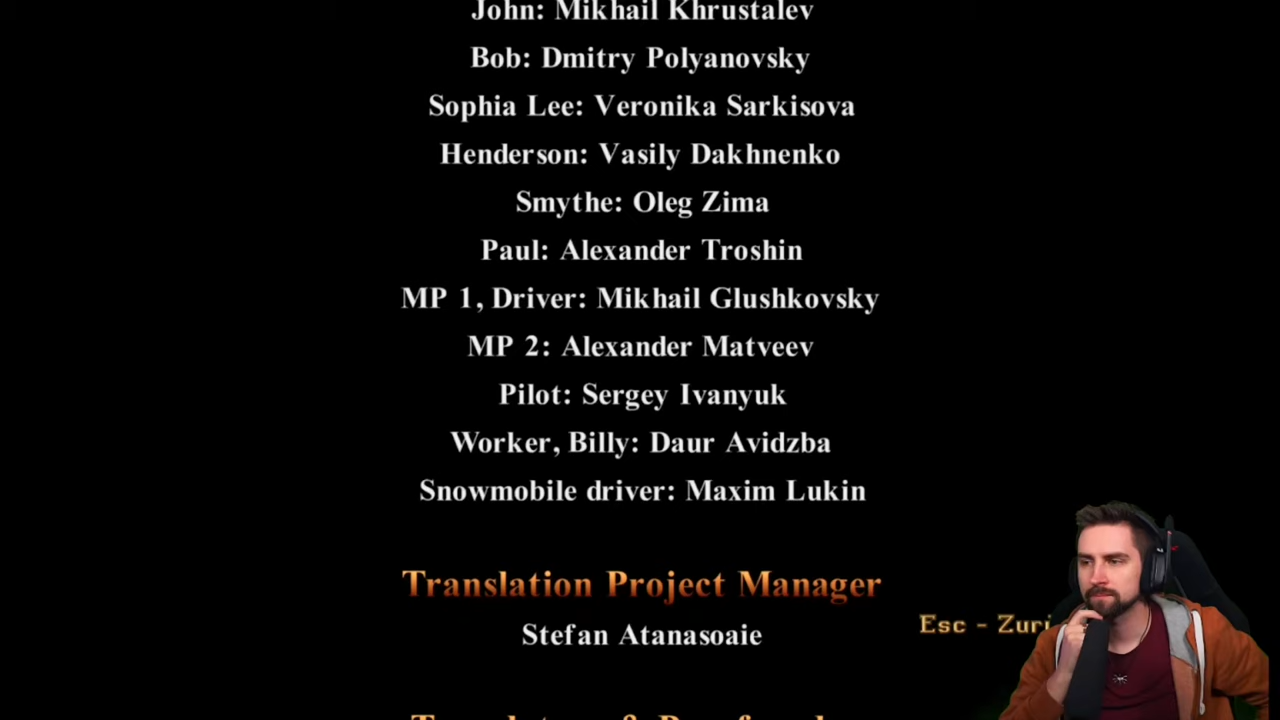 John: Mikhail Khrustalev
Bob: Dmitry Polyanovsky
Sophia Lee: Veronika Sarkisova
Henderson: Vasily Dakhnenko
Smythe: Oleg Zima
Paul: Alexander Troshin
MP 1, Driver: Mikhail Glushkovsky
MP 2: Alexander Matveev
Pilot: Sergey Ivanyuk
Worker, Billy: Daur Avidzba
Snowmobile driver: Maxim Lukin
Translation Project Manager
Esc -
Stefan Atanasoaie